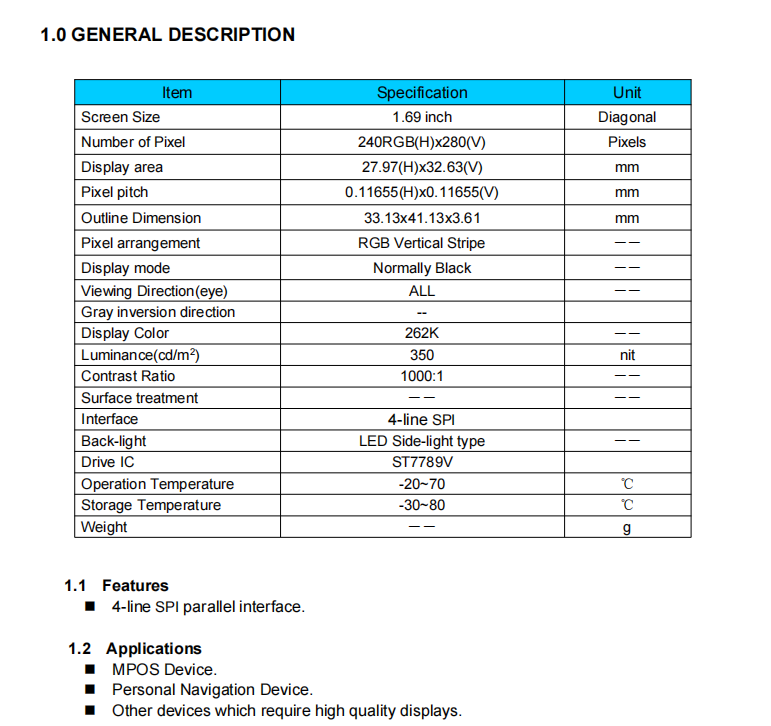 1.0 GENERAL DESCRIPTION
Item Specification Unit
Screen Size 1.69 inch Diagonal
Number of Pixel 240RGB(H)x280(V) Pixels
Display area 27.97(H)x32.63(V) mm
Pixel pitch 0.11655(H)x0.11655(V) mm
Outline Dimension 33.13x41.13x3.61 mm
Pixel arrangement RGB Vertical Stripe ——
Display mode Normally Black ——
Viewing Direction(eye) ALL ——
Gray inversion direction --
Display Color 262K ——
Luminance(cd/m²) 350 nit
Contrast Ratio 1000:1 ——
Surface treatment —— ——
Interface 4-line SPI
Back-light LED Side-light type ——
Drive IC ST7789V
Operation Temperature -20~70 ℃
Storage Temperature -30~80 ℃
Weight —— g
1.1 Features
■ 4-line SPI parallel interface.
1.2 Applications
■ MPOS Device.
■ Personal Navigation Device.
■ Other devices which require high quality displays.